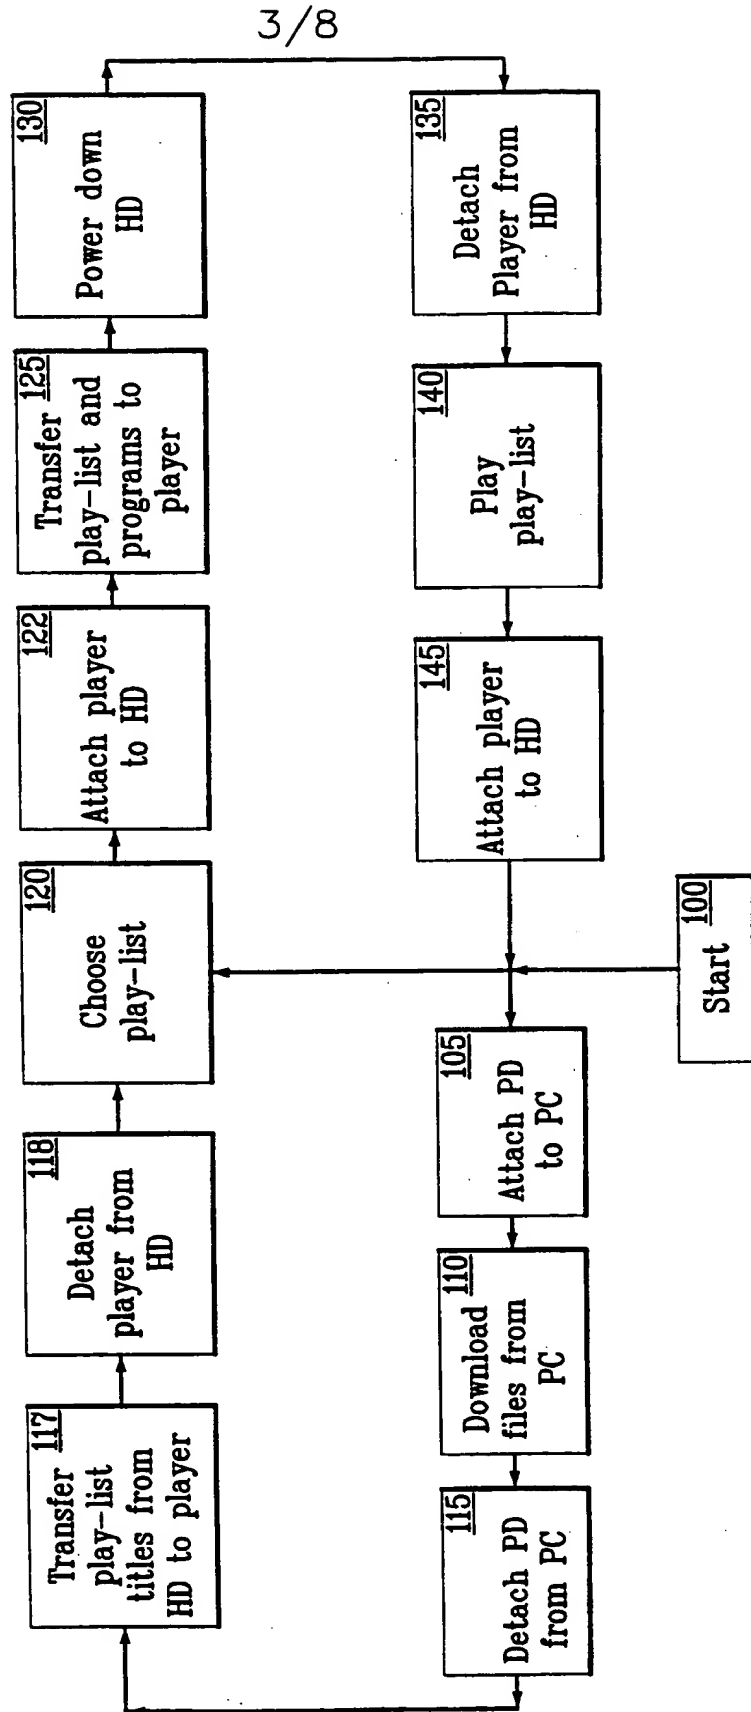 3/8
100
Start
105
Attach PD
to PC
110
Download
files from
PC
115
Detach PD
from PC
117
Transfer
play-list
titles from
HD to player
118
Detach
player from
HD
120
Choose
play-list
122
Attach player
to HD
125
Transfer
play-list and
programs to
player
130
Power down
HD
135
Detach
Player from
HD
140
Play
play-list
145
Attach player
to HD